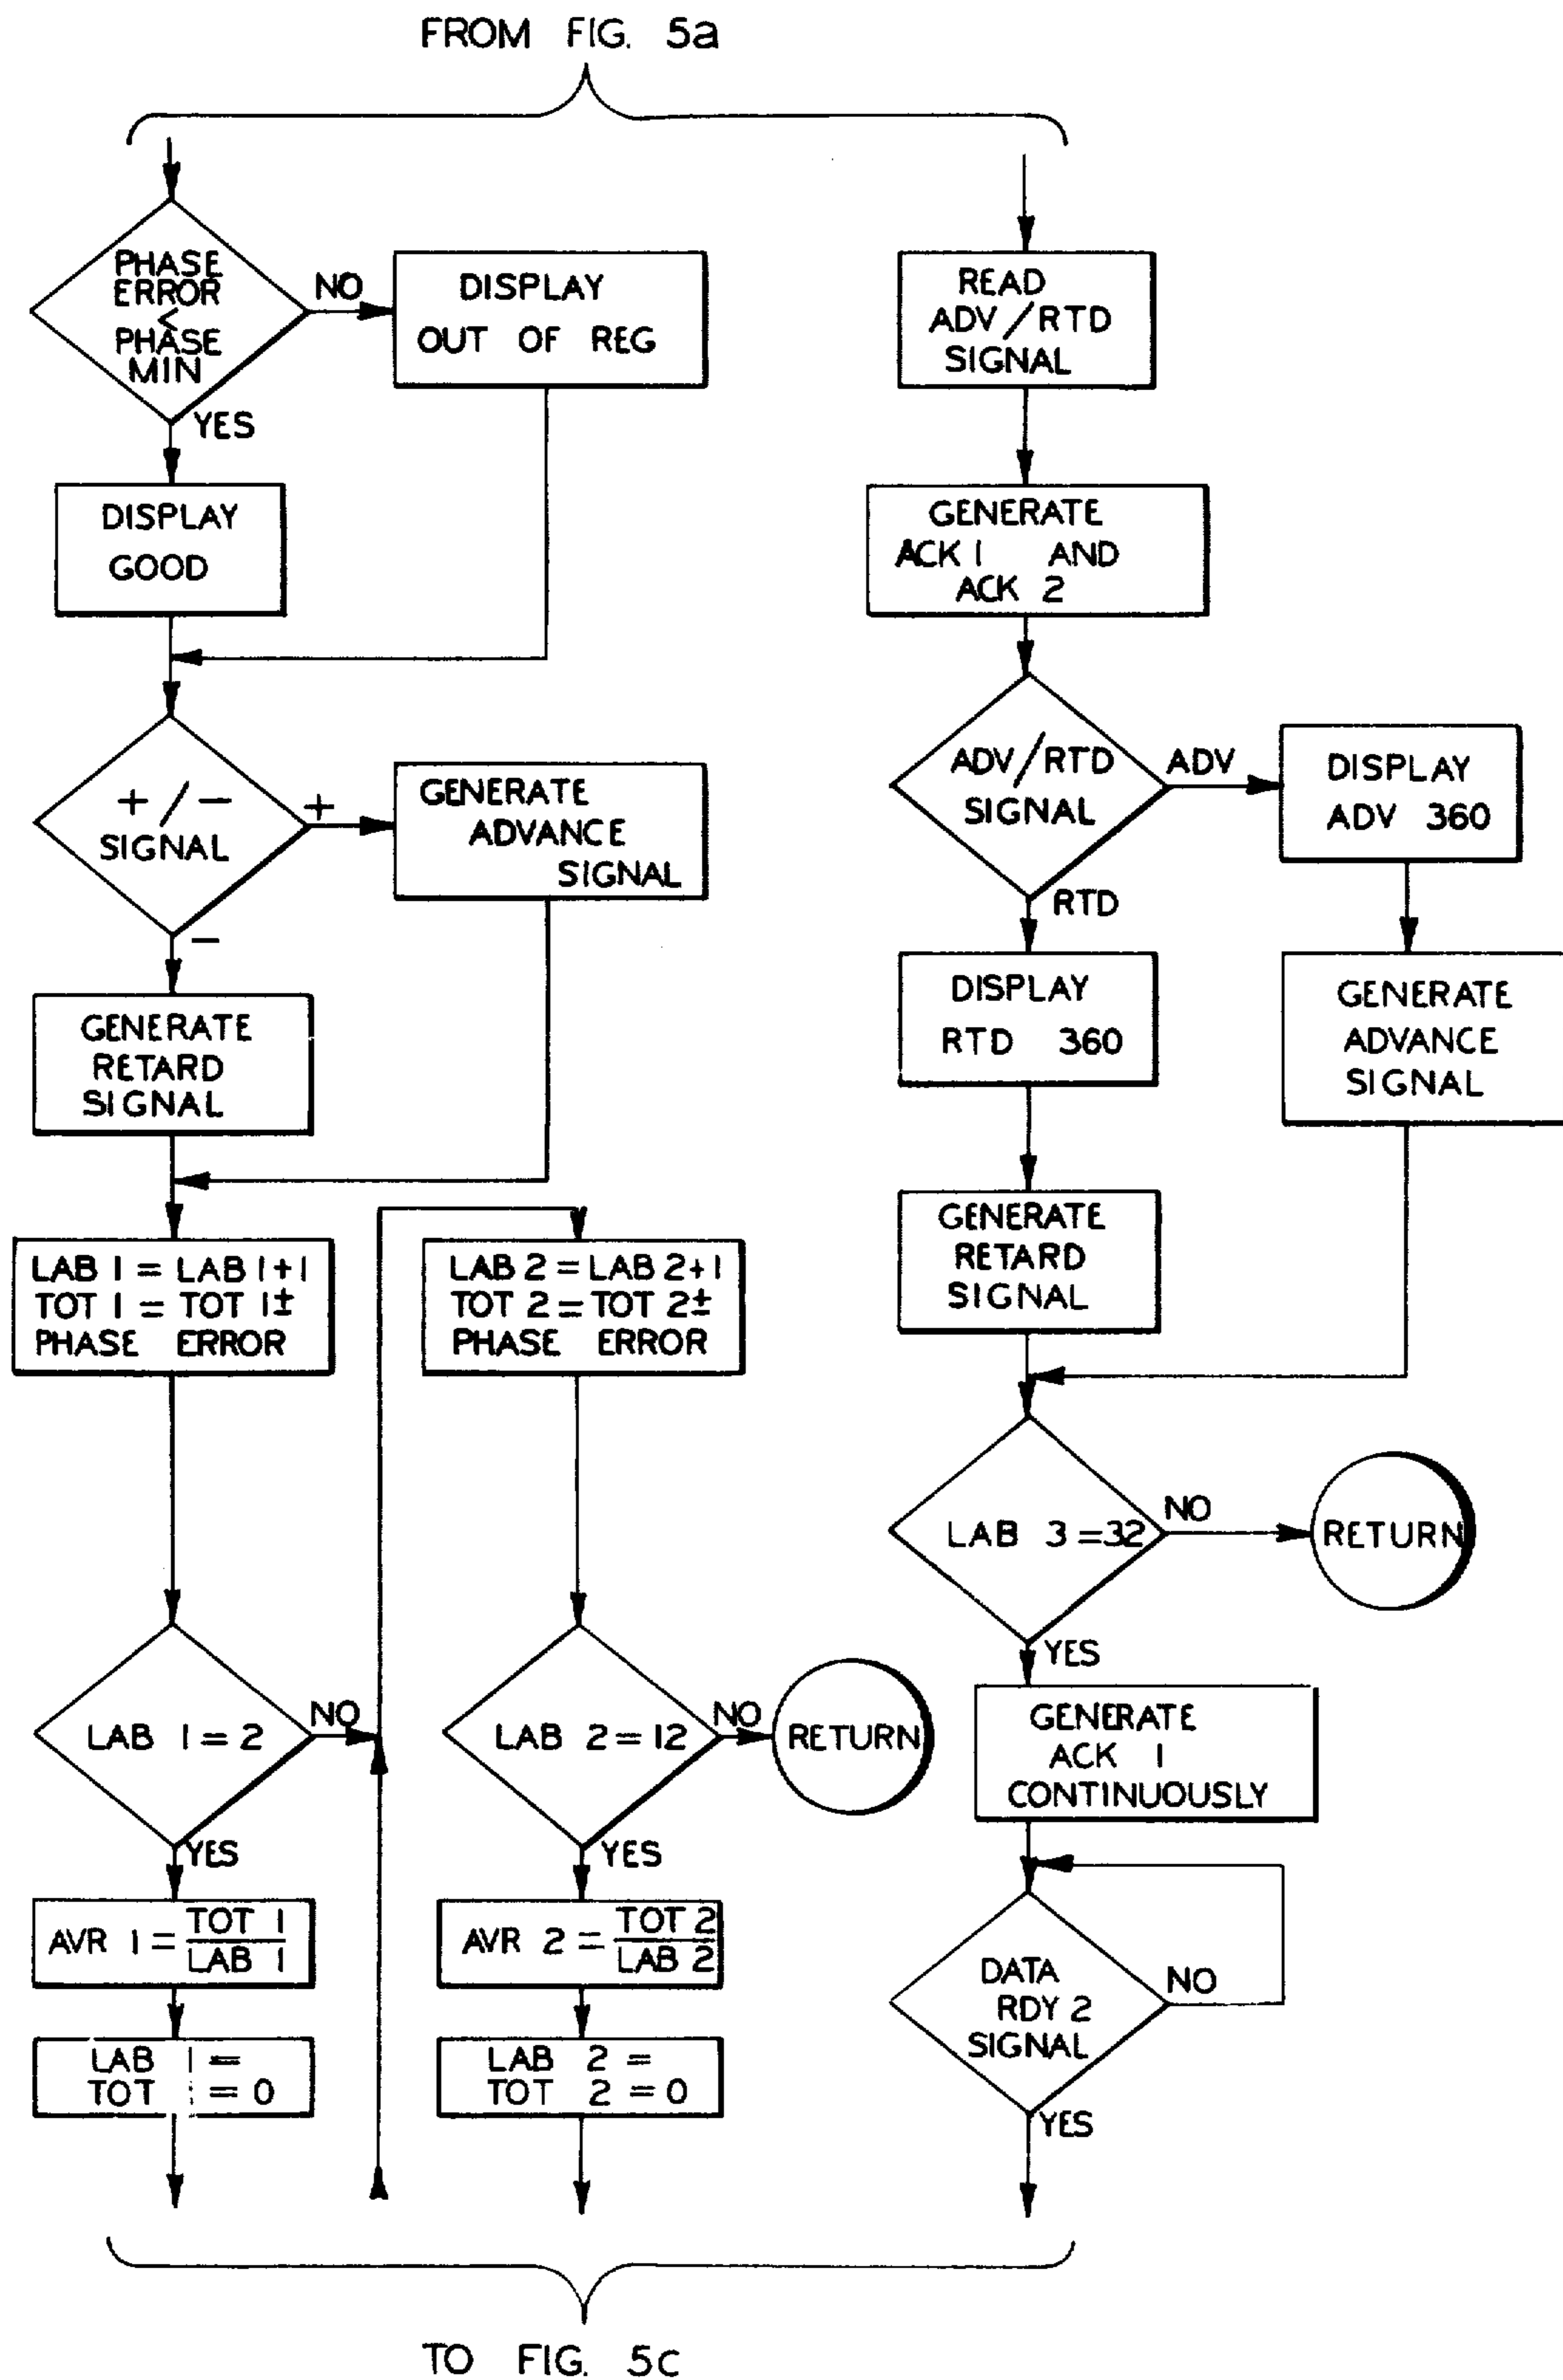 FROM FIG. 5a
PHASE
ERROR
<
PHASE
MIN
NO
YES
DISPLAY
OUT OF REG
DISPLAY
GOOD
+ / −
SIGNAL
+
−
GENERATE
ADVANCE
SIGNAL
GENERATE
RETARD
SIGNAL
LAB 1 = LAB 1+1
TOT 1 = TOT 1±
PHASE ERROR
LAB 1 = 2
NO
YES
AVR 1 = TOT 1
LAB 1
LAB 1 =
TOT 1 = 0
LAB 2 = LAB 2+1
TOT 2 = TOT 2±
PHASE ERROR
LAB 2 = 12
NO
RETURN
YES
AVR 2 = TOT 2
LAB 2
LAB 2 =
TOT 2 = 0
READ
ADV/RTD
SIGNAL
GENERATE
ACK 1 AND
ACK 2
ADV/RTD
SIGNAL
ADV
RTD
DISPLAY
ADV 360
GENERATE
ADVANCE
SIGNAL
DISPLAY
RTD 360
GENERATE
RETARD
SIGNAL
LAB 3 = 32
NO
RETURN
YES
GENERATE
ACK 1
CONTINUOUSLY
DATA
RDY 2
SIGNAL
NO
YES
TO FIG. 5c